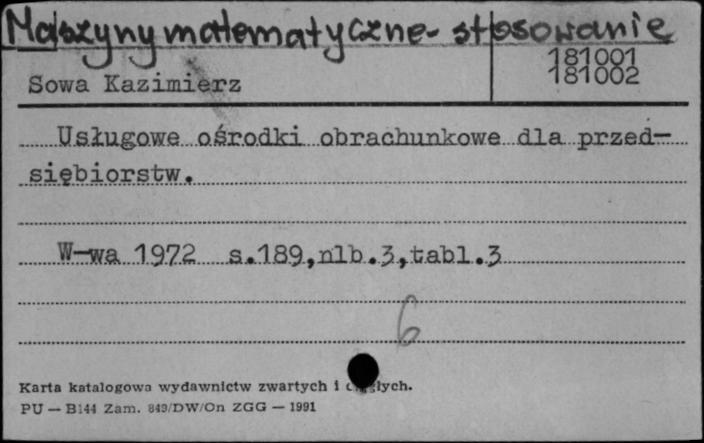 Maszyny matematyczne - stosowanie
181001
181002
Sowa Kazimierz
Usługowe ośrodki obrachunkowe dla przed-
siębiorstw.
W-wa 1972 s.189,nlb.3,tabl.3
6
Karta katalogowa wydawnictw zwartych i ciągłych.
PU — B144 Zam. 849/DW/On ZGG — 1991